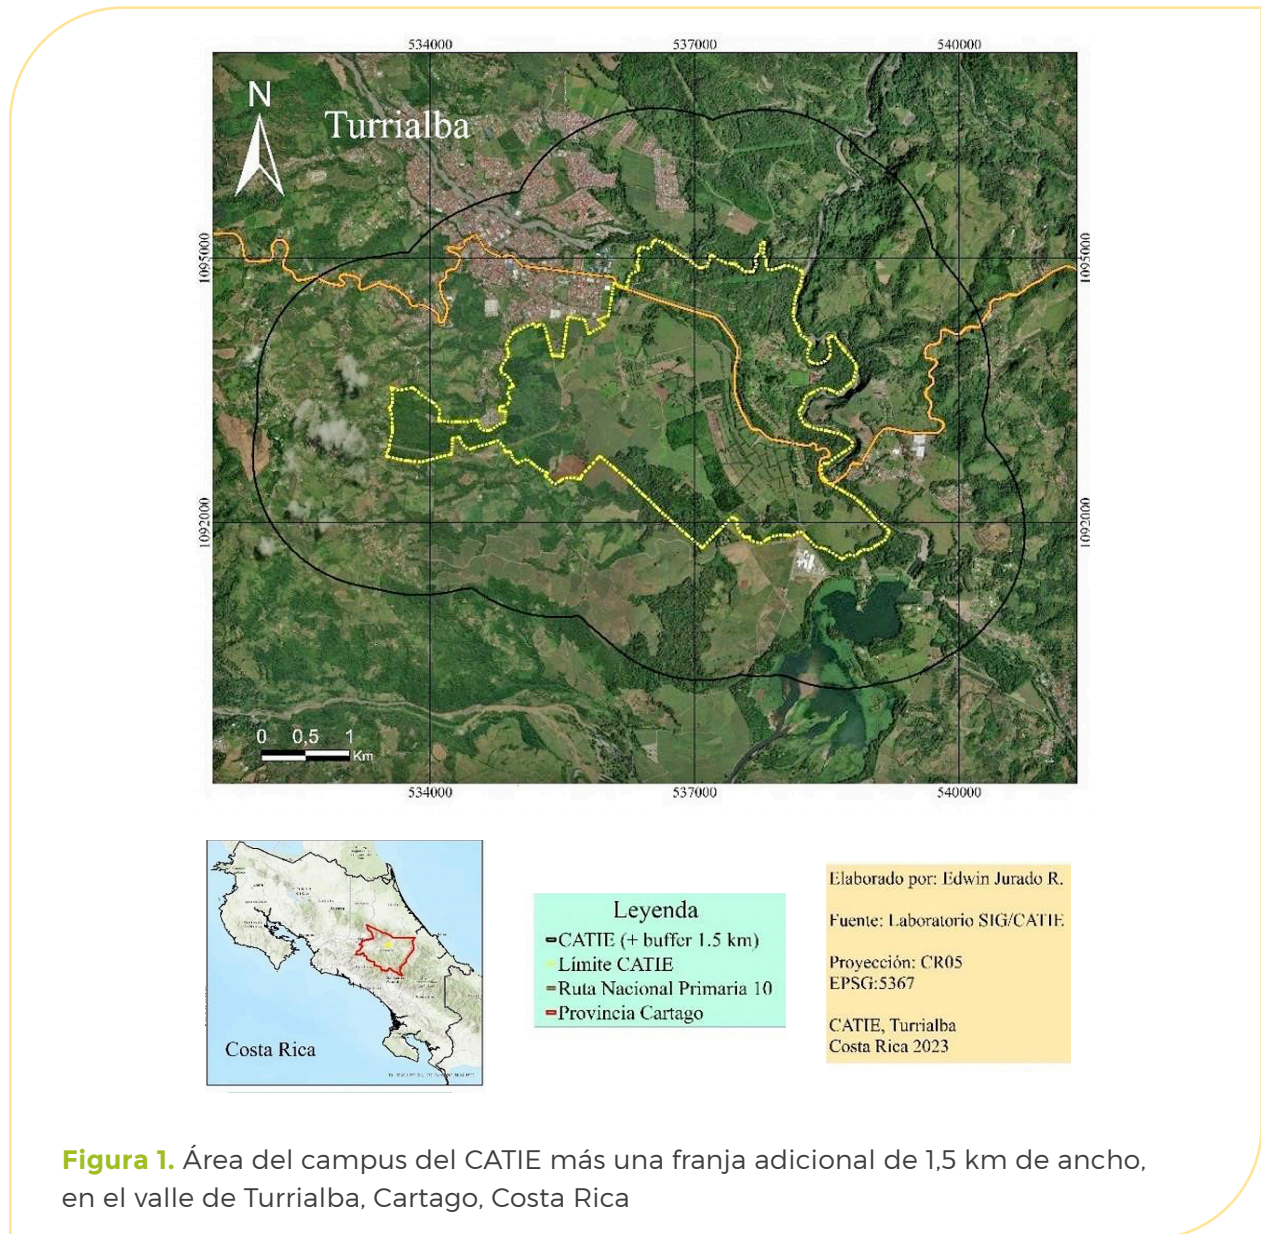 534000
537000
540000
N
Turrialba
1095000
1095000
1092000
1092000
0 0,5 1
Km
534000
537000
540000
Costa Rica
Leyenda
CATIE (+ buffer 1.5 km)
Límite CATIE
Ruta Nacional Primaria 10
Provincia Cartago
Elaborado por: Edwin Jurado R.
Fuente: Laboratorio SIG/CATIE.
Proyección: CR05
EPSG:5367
CATIE, Turrialba
Costa Rica 2023
Figura 1. Área del campus del CATIE más una franja adicional de 1,5 km de ancho,
en el valle de Turrialba, Cartago, Costa Rica